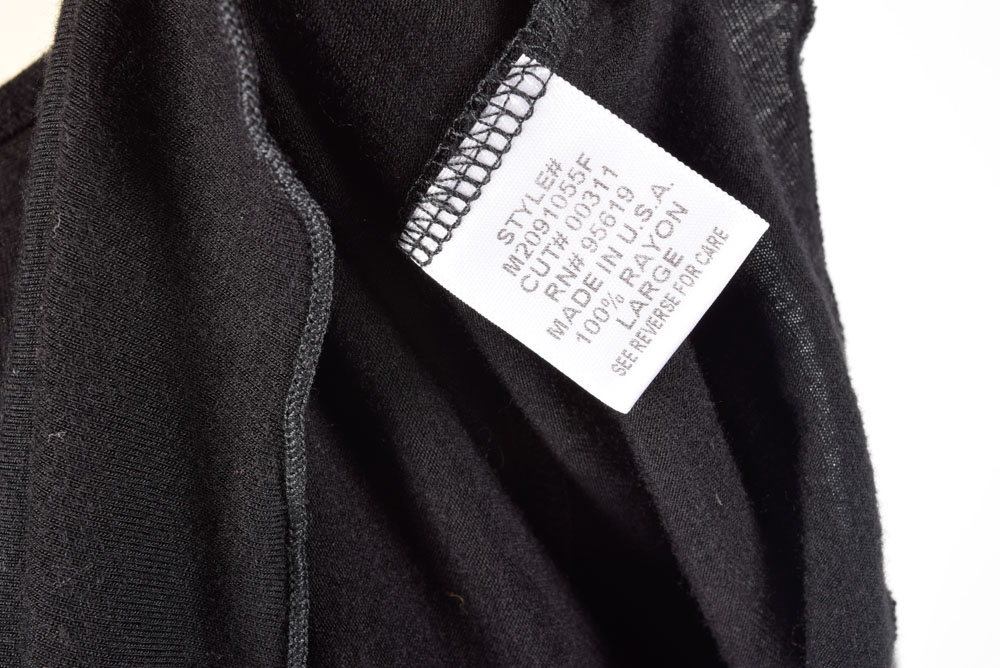 STYLE#
M2091055F
CUT# 00311
RN# 95619
MADE IN U.S.A.
100% RAYON
LARGE
SEE REVERSE FOR CARE